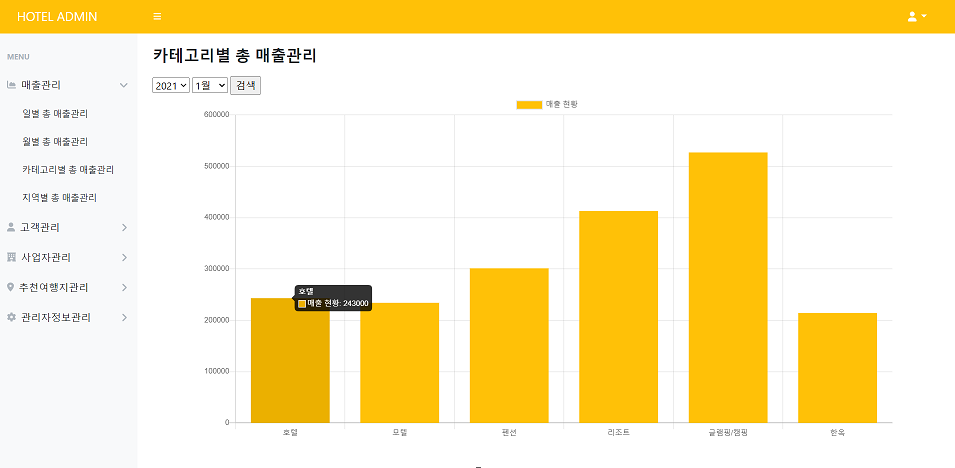 HOTEL ADMIN
MENU
매출관리
일별 총 매출관리
월별 총 매출관리
카테고리별 총 매출관리
지역별 총 매출관리
고객관리
사업자관리
추천여행지관리
관리자정보관리
카테고리별 총 매출관리
2021 1월 검색
매출 현황
600000
500000
400000
300000
200000
100000
0
호텔
매출 현황: 243000
호텔 모텔 펜션 리조트 글램핑/캠핑 한옥